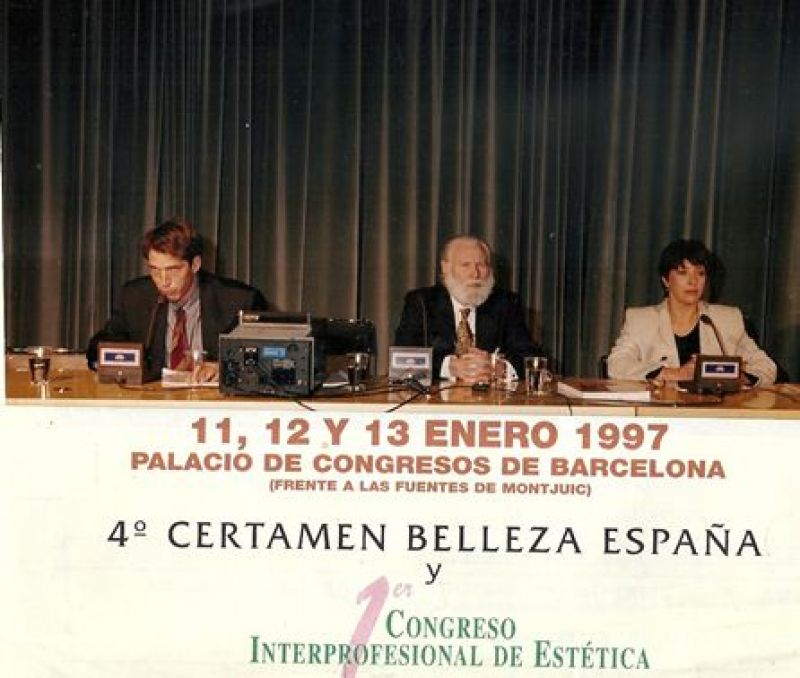 11, 12 Y 13 ENERO 1997
PALACIO DE CONGRESOS DE BARCELONA
(FRENTE A LAS FUENTES DE MONTJUIC)
4º CERTAMEN BELLEZA ESPAÑA
y
1er
CONGRESO
INTERPROFESIONAL DE ESTÉTICA